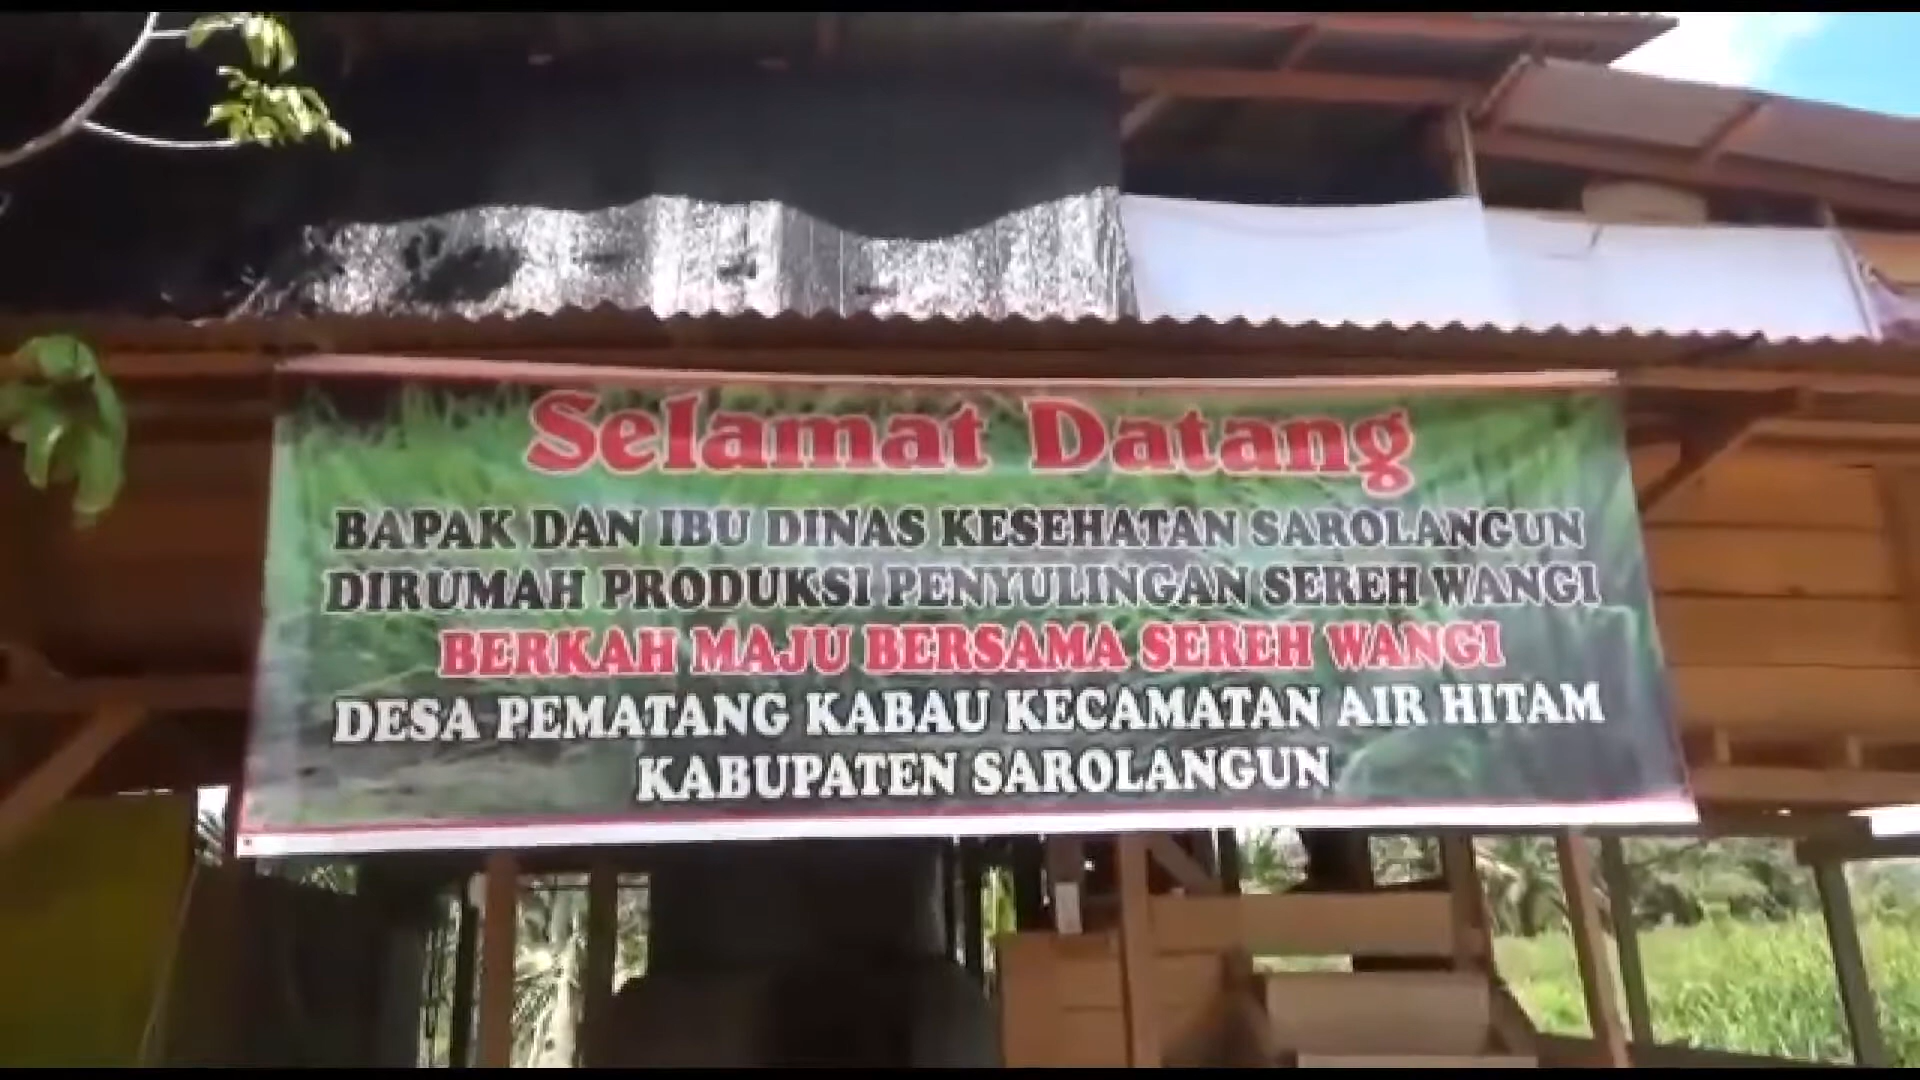 Selamat Datang
BAPAK DAN IBU DINAS KESEHATAN SAROLANGUN
DIRUMAH PRODUKSI PENYULINGAN SEREH WANGI
BERKAH MAJU BERSAMA SEREH WANGI
DESA PEMATANG KABAU KECAMATAN AIR HITAM
KABUPATEN SAROLANGUN